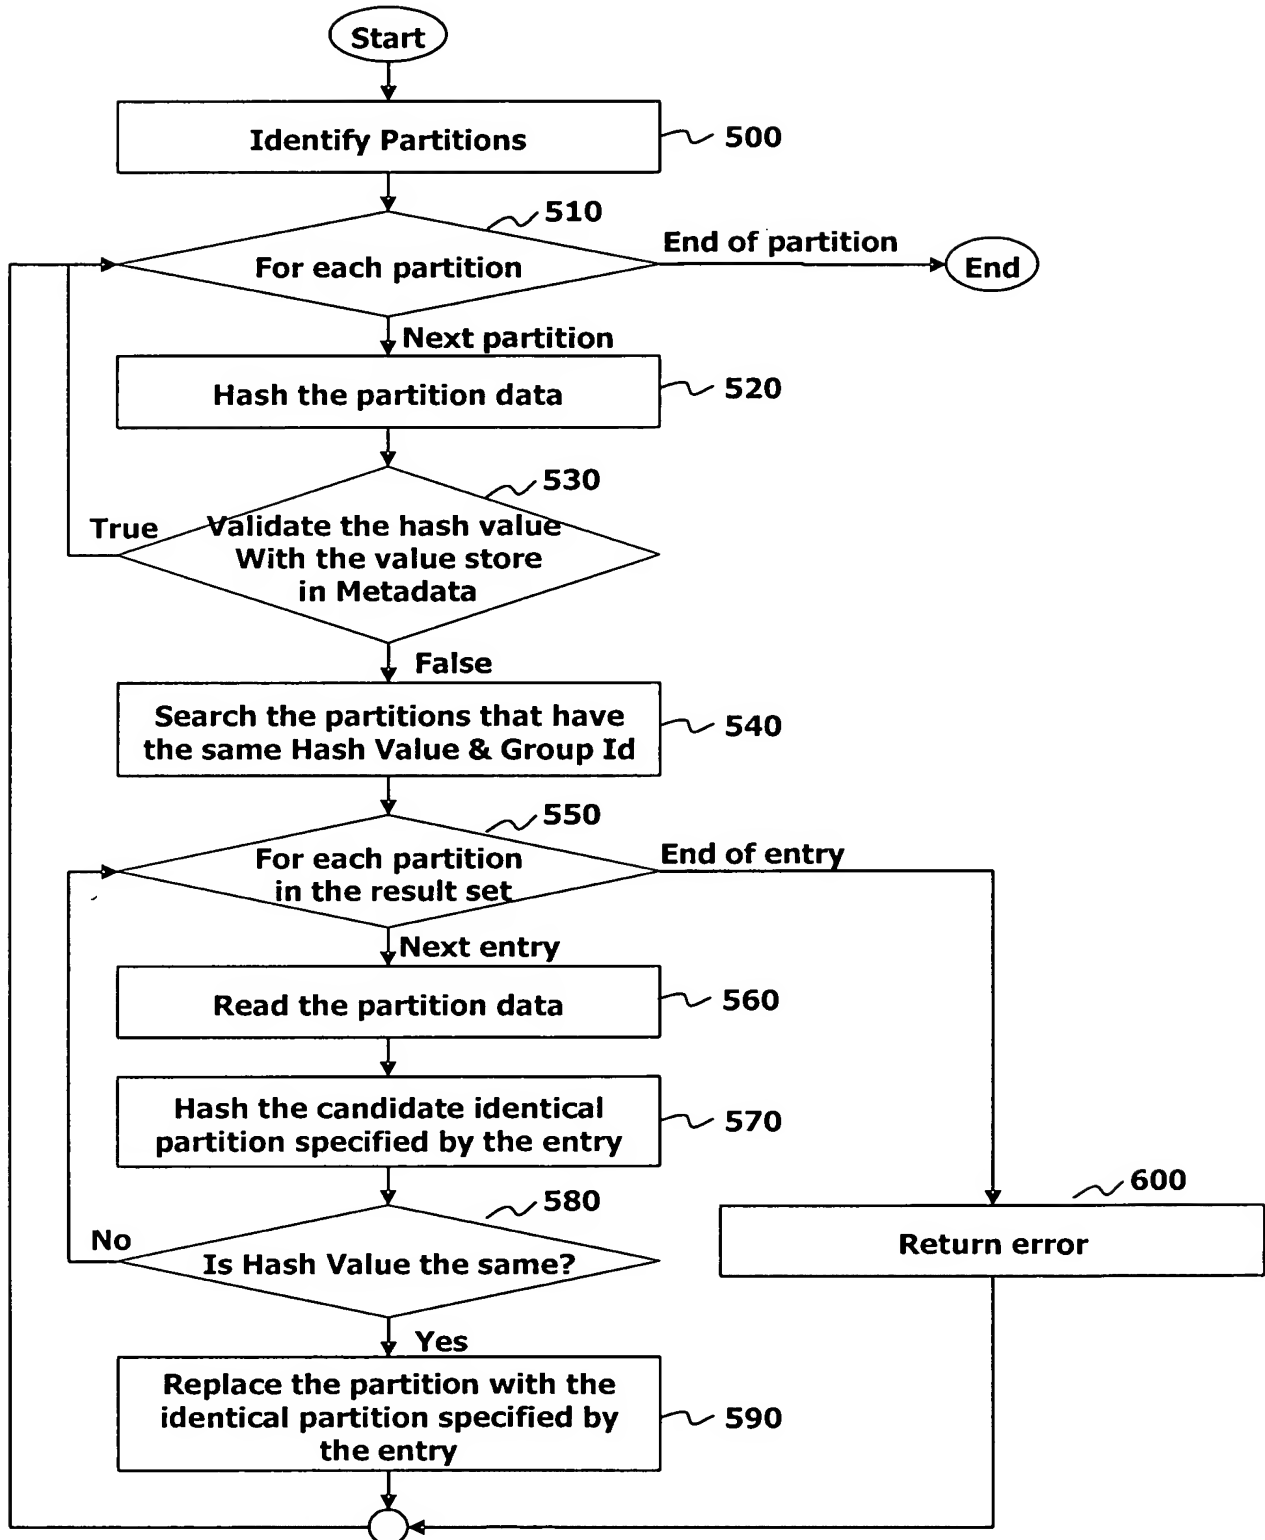 Start
Identify Partitions
500
510
For each partition
End of partition
End
Next partition
Hash the partition data
520
530
True
Validate the hash value
With the value store
in Metadata
False
Search the partitions that have
the same Hash Value & Group Id
540
550
For each partition
in the result set
End of entry
Next entry
Read the partition data
560
Hash the candidate identical
partition specified by the entry
570
580
No
Is Hash Value the same?
600
Return error
Yes
Replace the partition with the
identical partition specified by
the entry
590